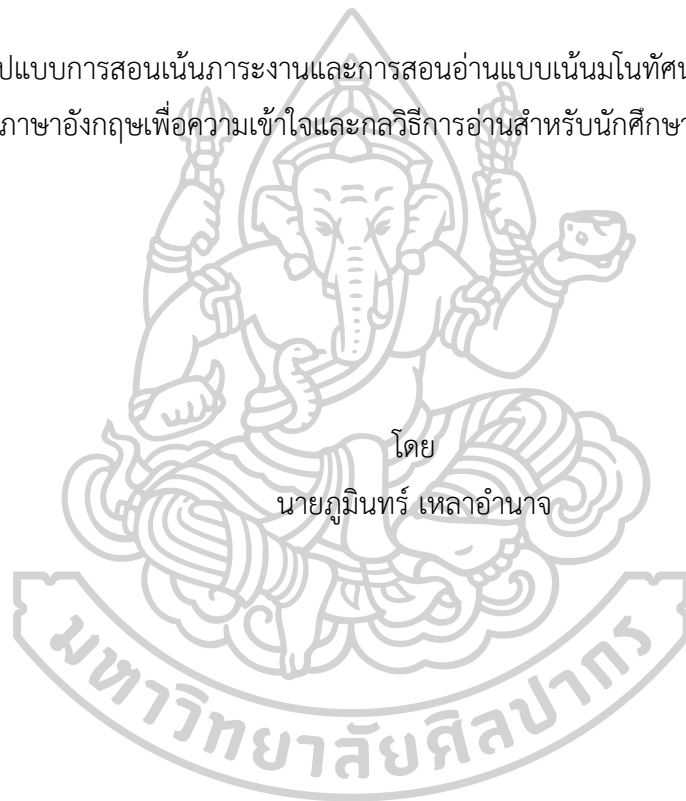 ปแบบการสอนเน้นภาระงานและการสอนอ่านแบบเน้นมโนทัศน
ภาษาอังกฤษเพื่อความเข้าใจและกลวิธีการอ่านสำหรับนักศึกษา
โดย
นายภูมินทร์ เหลาอำนาจ
มหาวิทยาลัยศิลปากร